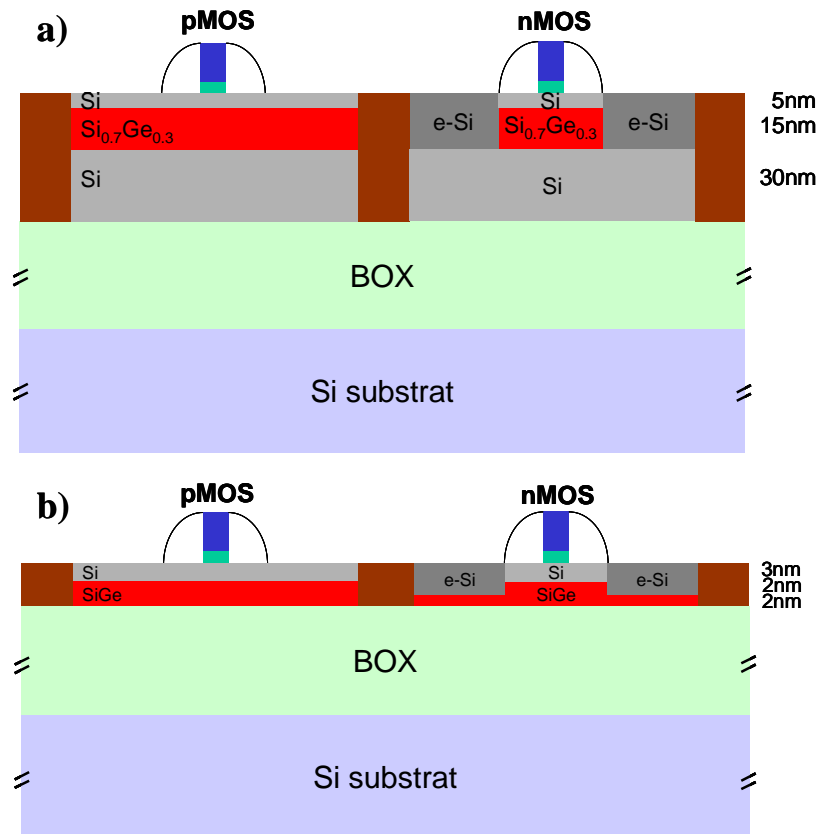 a)
pMOS
nMOS
Si
Si
5nm
Si0.7Ge0.3
e-Si
Si0.7Ge0.3
e-Si
15nm
Si
Si
30nm
BOX
Si substrat
b)
pMOS
nMOS
Si
e-Si
Si
e-Si
3nm
2nm
SiGe
SiGe
2nm
BOX
Si substrat